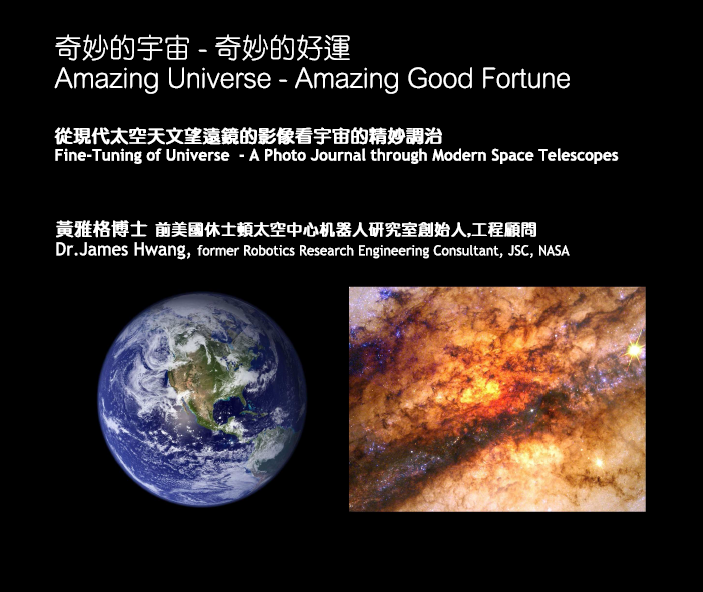 奇妙的宇宙 - 奇妙的好運
Amazing Universe - Amazing Good Fortune
從現代太空天文望遠鏡的影像看宇宙的精妙調治
Fine-Tuning of Universe - A Photo Journal through Modern Space Telescopes
黃雅格博士 前美國休士頓太空中心机器人研究室創始人,工程顧問
Dr.James Hwang, former Robotics Research Engineering Consultant, JSC, NASA